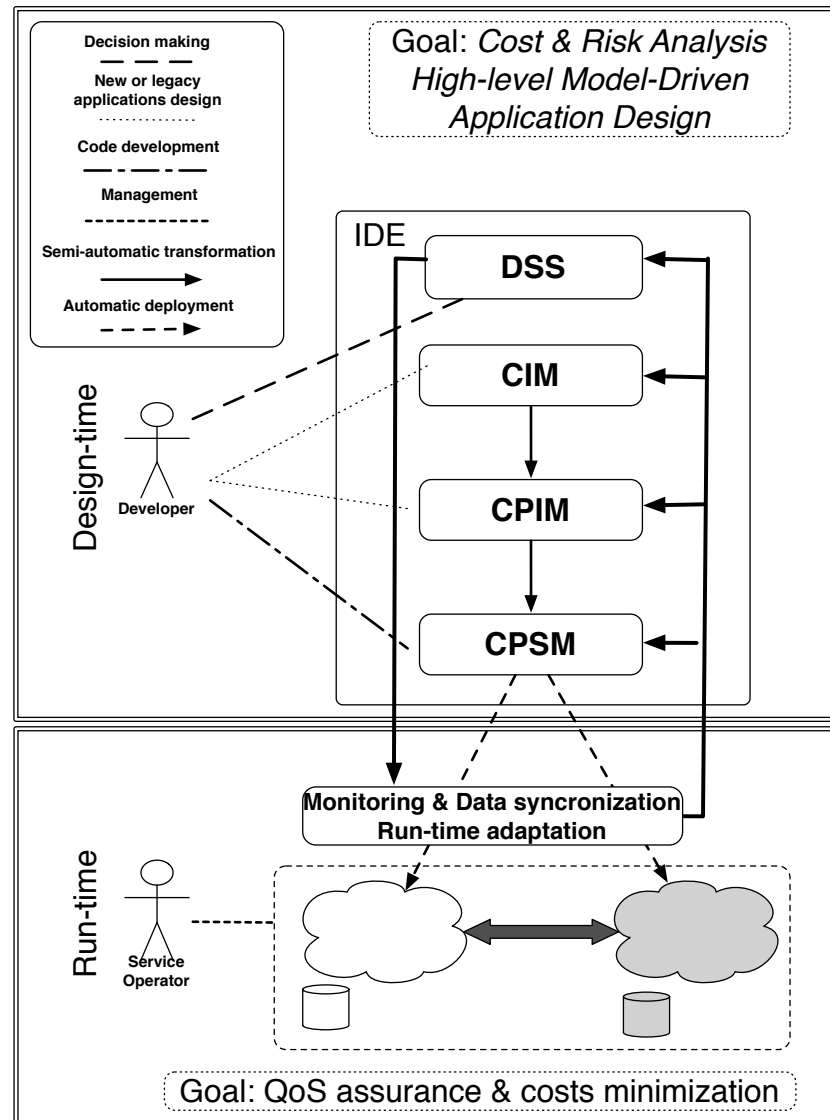 Decision making
New or legacy
applications design
Code development
Management
Semi-automatic transformation
Automatic deployment
Goal: Cost & Risk Analysis
High-level Model-Driven
Application Design
IDE
DSS
CIM
CPIM
CPSM
Design-time
Developer
Monitoring & Data syncronization
Run-time adaptation
Run-time
Service
Operator
Goal: QoS assurance & costs minimization